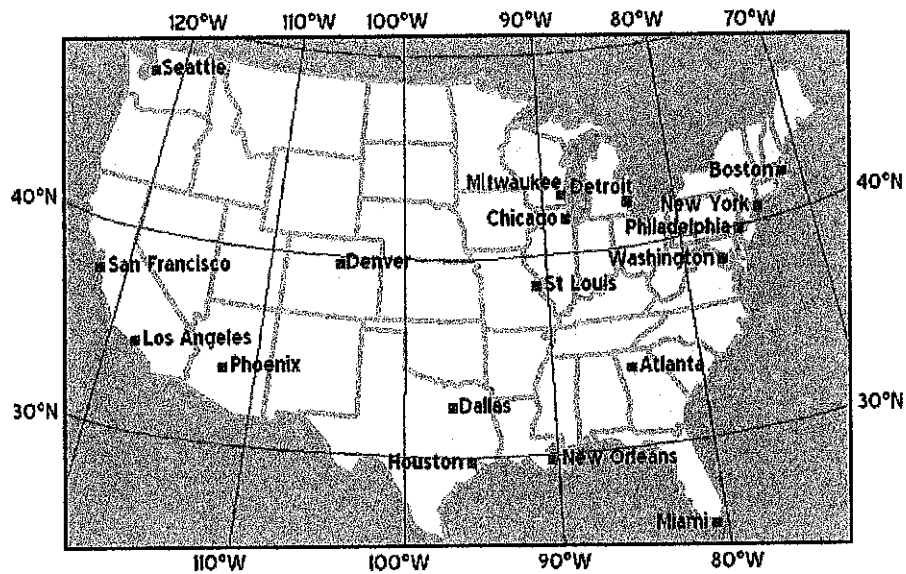 120°W 110°W 100°W 90°W 80°W 70°W
Seattle
Boston
40°N 40°N
Milwaukee Detroit
New York
Chicago
Philadelphia
San Francisco Denver Washington
St Louis
Los Angeles
Phoenix Atlanta
30°N Dallas 30°N
Houston New Orleans
Miami
110°W 100°W 90°W 80°W